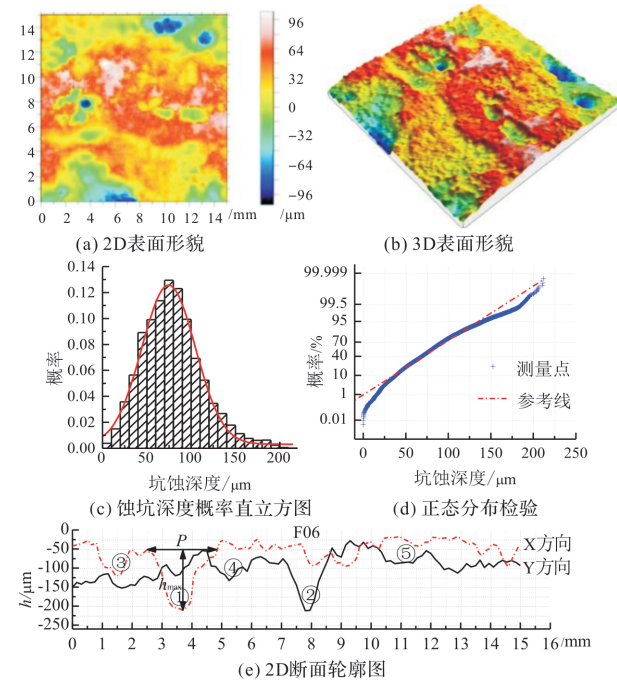 14
12
10
8
6
4
2
0
0 2 4 6 8 10 12 14 /mm
96
64
32
0
−32
−64
−96
/μm
(a) 2D表面形貌
(b) 3D表面形貌
0.14
0.12
0.10
0.08
0.06
0.04
0.02
0.00
概率
0 50 100 150 200
坑蚀深度/μm
(c) 蚀坑深度概率直立方图
99.999
99.5
95
70
40
10
1
0.01
概率/%
测量点
参考线
0 50 100 150 200 250
坑蚀深度/μm
(d) 正态分布检验
F06
0
-50
-100
-150
-200
-250
h/μm
P
hmax
① ② ③ ④ ⑤
X方向
Y方向
0 1 2 3 4 5 6 7 8 9 10 11 12 13 14 15 16 /mm
(e) 2D断面轮廓图